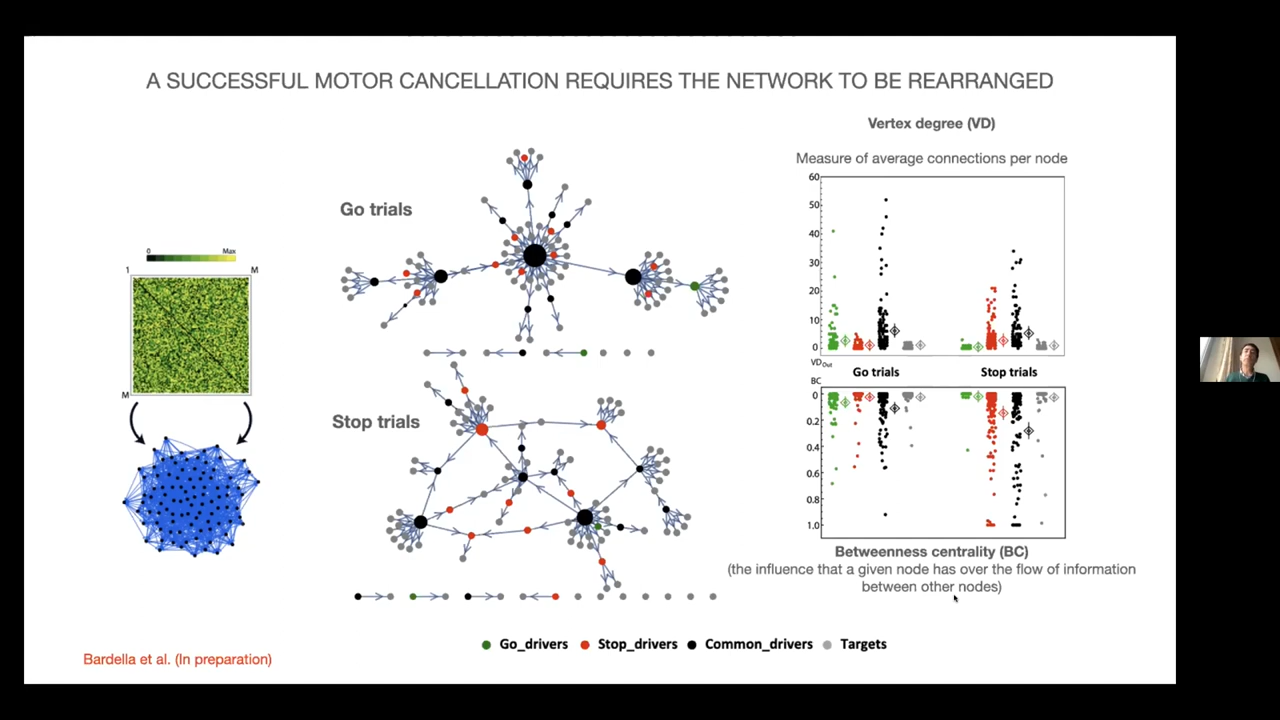 A SUCCESSFUL MOTOR CANCELLATION REQUIRES THE NETWORK TO BE REARRANGED
Vertex degree (VD)
Measure of average connections per node
Go trials
0
Max
1
M
M
Stop trials
60
50
40
30
20
10
0
VDOut
Go trials
Stop trials
BC
0
0.2
0.4
0.6
0.8
1.0
Betweenness centrality (BC)
(the influence that a given node has over the flow of information
between other nodes)
Go_drivers
Stop_drivers
Common_drivers
Targets
Bardella et al. (In preparation)